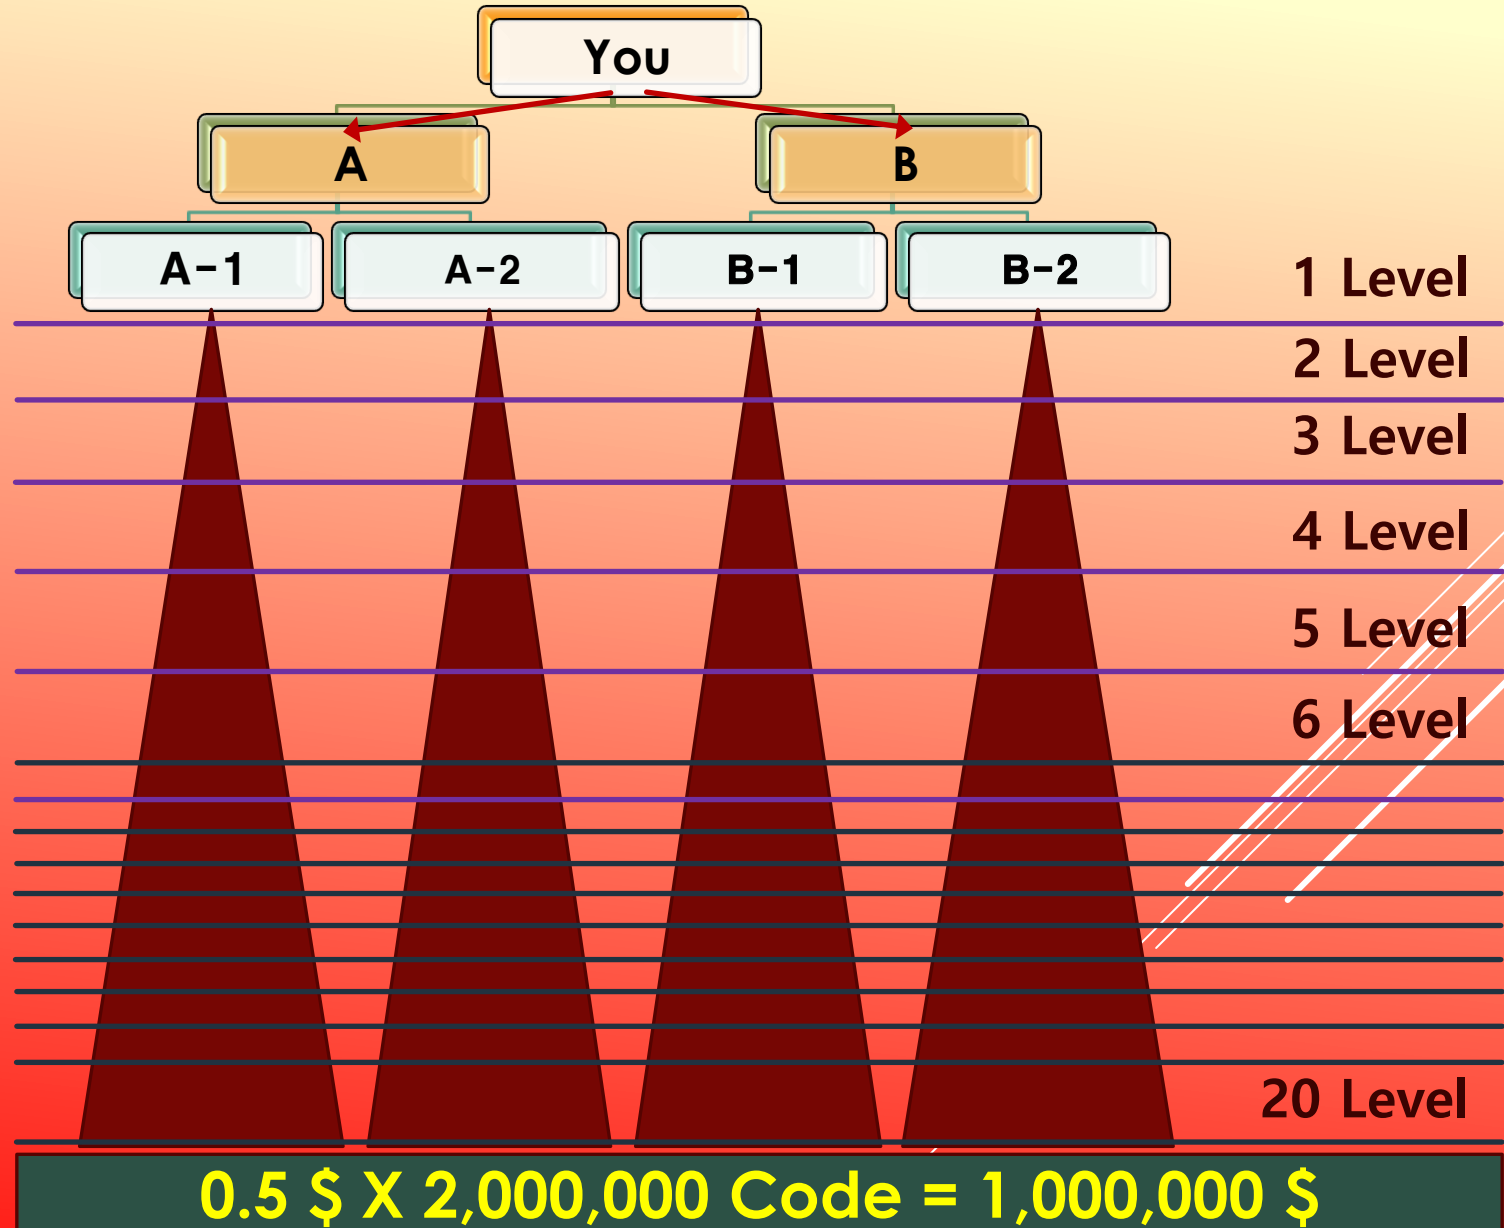 You
A
B
A-1
A-2
B-1
B-2
1 Level
2 Level
3 Level
4 Level
5 Level
6 Level
20 Level
0.5 $ X 2,000,000 Code = 1,000,000 $